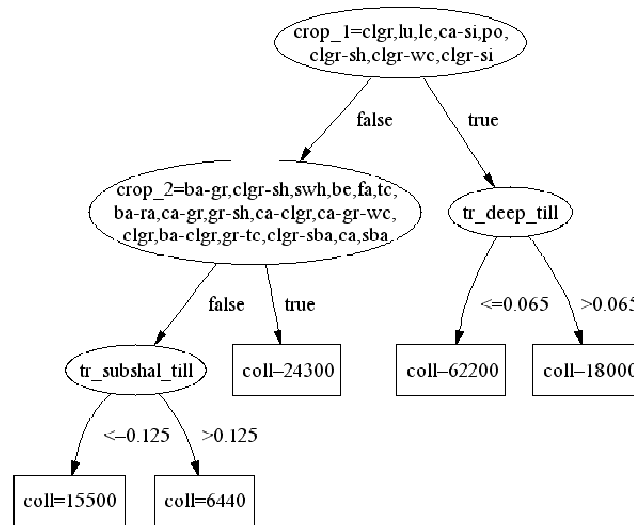 crop_1=clgr,lu,le,ca-si,po,
clgr-sh,clgr-wc,clgr-si
false
true
crop_2=ba-gr,clgr-sh,swh,be,fa,tc,
ba-ra,ca-gr,gr-sh,ca-clgr,ca-gr-wc,
clgr,ba-clgr,gr-tc,clgr-sba,ca,sba
tr_deep_till
false
true
<=0.065
>0.065
tr_subshal_till
coll–24300
coll–62200
coll–18000
<–0.125
>0.125
coll=15500
coll=6440